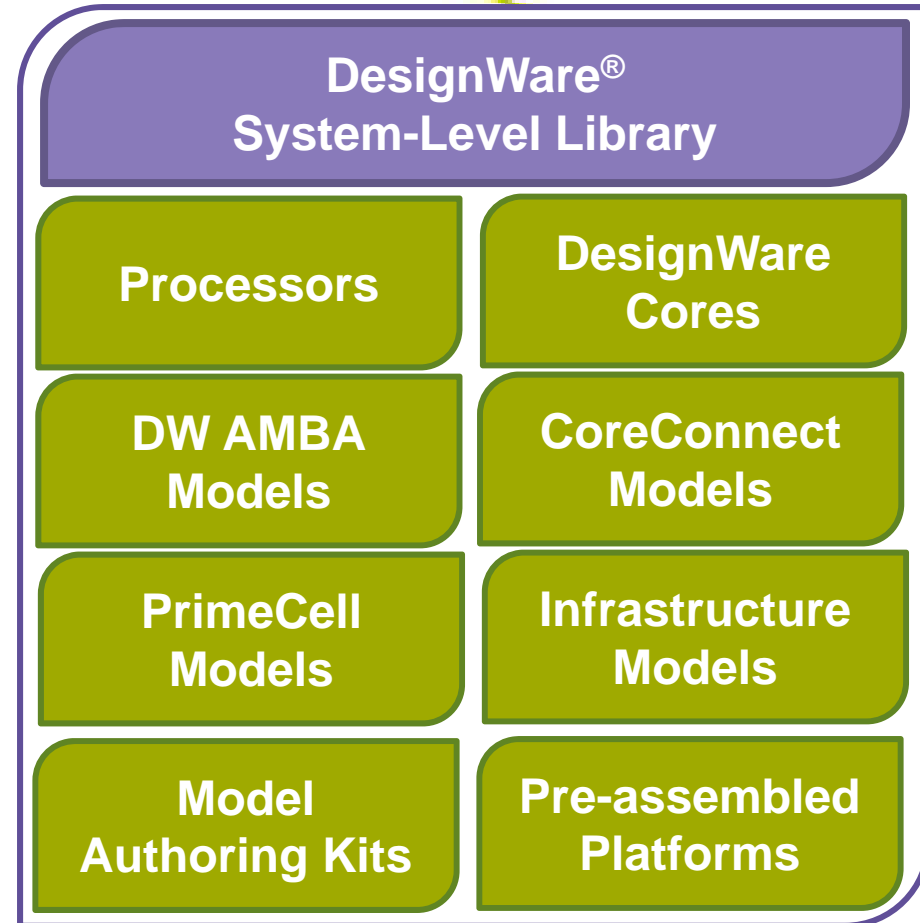 DesignWare®
System-Level Library
Processors
DesignWare
Cores
DW AMBA
Models
CoreConnect
Models
PrimeCell
Models
Infrastructure
Models
Model
Authoring Kits
Pre-assembled
Platforms